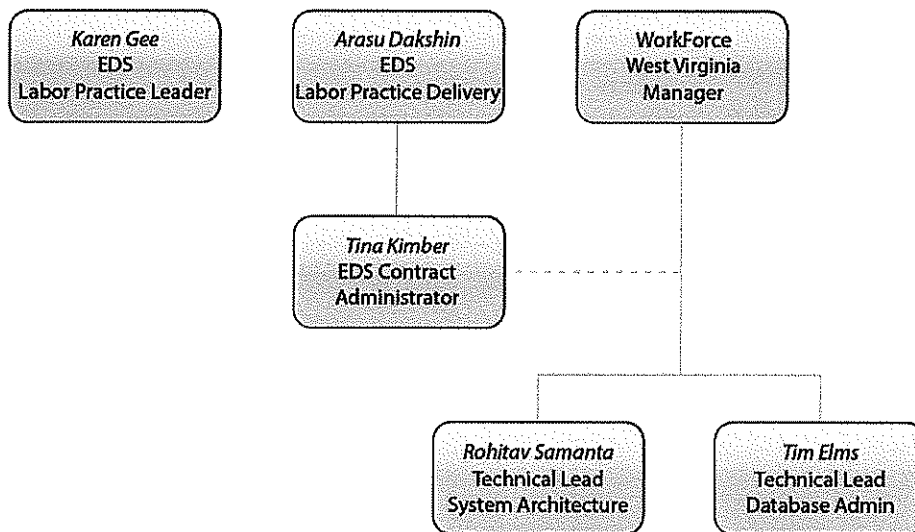 Karen Gee
EDS
Labor Practice Leader
Arasu Dakshin
EDS
Labor Practice Delivery
WorkForce
West Virginia
Manager
Tina Kimber
EDS Contract
Administrator
Rohitav Samanta
Technical Lead
System Architecture
Tim Elms
Technical Lead
Database Admin